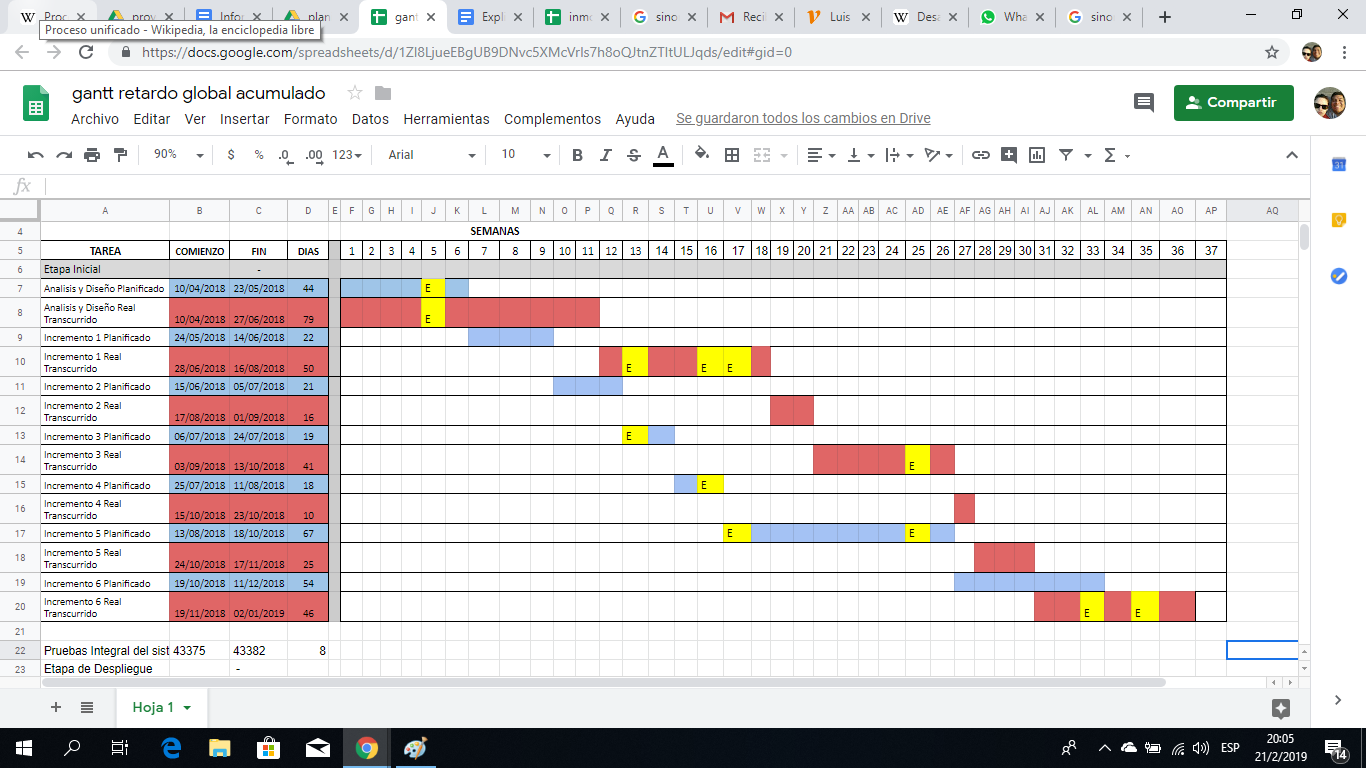 Proc
prov
Infor
plan
gant
Expli
inmo
sino
Recil
Luis
Desa
Wha
sino
Proceso unificado - Wikipedia, la enciclopedia libre
gantt retardo global acumulado
Archivo Editar Ver Insertar Formato Datos Herramientas Complementos Ayuda Se guardaron todos los cambios en Drive
Compartir
90% $ % .0 .00 123 Arial 10 B I S A
fx
A B C D E F G H I J K L M N O P Q R S T U V W X Y Z AA AB AC AD AE AF AG AH AI AJ AK AL AM AN AO AP AQ
4 SEMANAS
5 TAREA COMIENZO FIN DIAS 1 2 3 4 5 6 7 8 9 10 11 12 13 14 15 16 17 18 19 20 21 22 23 24 25 26 27 28 29 30 31 32 33 34 35 36 37
6 Etapa Inicial -
7 Analisis y Diseño Planificado 10/04/2018 23/05/2018 44 E
8 Analisis y Diseño Real
Transcurrido 10/04/2018 27/06/2018 79 E
9 Incremento 1 Planificado 24/05/2018 14/06/2018 22
10 Incremento 1 Real
Transcurrido 28/06/2018 16/08/2018 50 E E E
11 Incremento 2 Planificado 15/06/2018 05/07/2018 21
12 Incremento 2 Real
Transcurrido 17/08/2018 01/09/2018 16
13 Incremento 3 Planificado 06/07/2018 24/07/2018 19 E
14 Incremento 3 Real
Transcurrido 03/09/2018 13/10/2018 41 E
15 Incremento 4 Planificado 25/07/2018 11/08/2018 18 E
16 Incremento 4 Real
Transcurrido 15/10/2018 23/10/2018 10
17 Incremento 5 Planificado 13/08/2018 18/10/2018 67 E E
18 Incremento 5 Real
Transcurrido 24/10/2018 17/11/2018 25
19 Incremento 6 Planificado 19/10/2018 11/12/2018 54
20 Incremento 6 Real
Transcurrido 19/11/2018 02/01/2019 46 E E
21
22 Pruebas Integral del sist 43375 43382 8
23 Etapa de Despliegue -
Hoja 1
ESP
20:05
21/2/2019
14